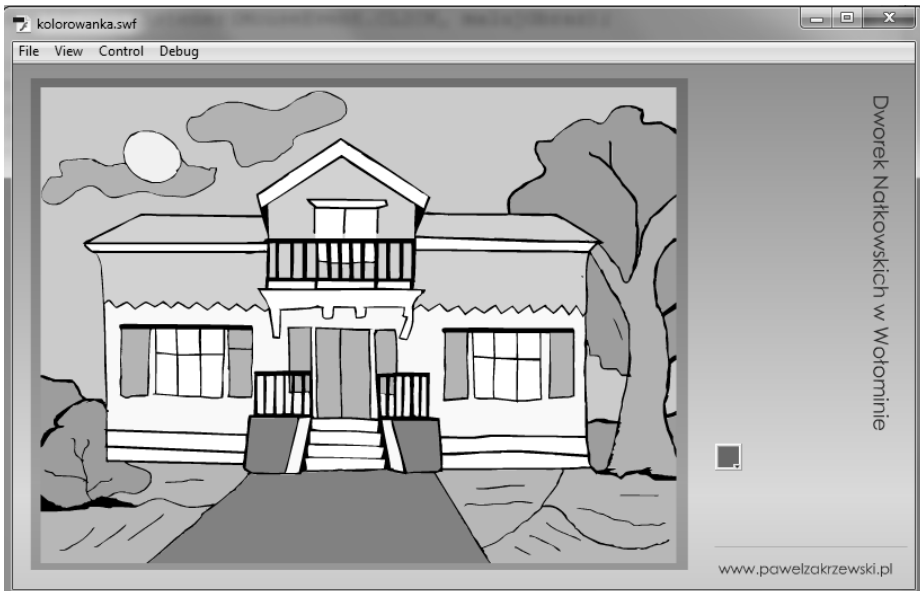 kolorowanka.swf
File View Control Debug
Dworek Nałkowskich w Wołominie
www.pawelzakrzewski.pl